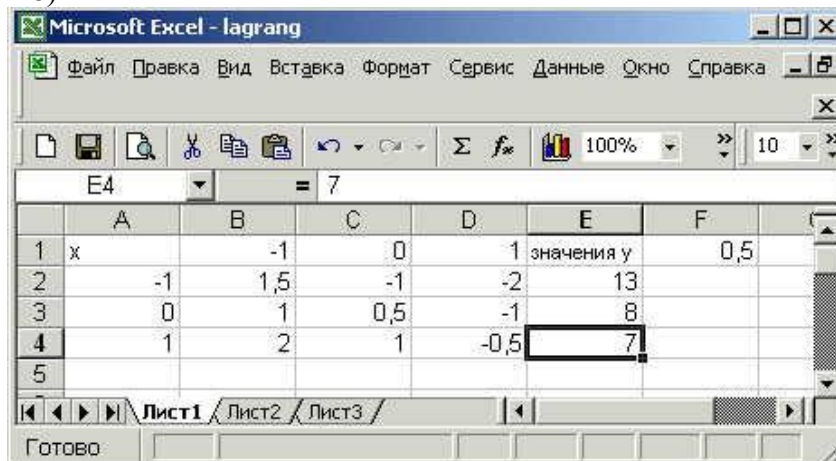 Microsoft Excel - lagrang
Файл Правка Вид Вставка Формат Сервис Данные Окно Справка
Σ fx 100% 10
E4 = 7
A B C D E F
1 x -1 0 1 значения y 0,5
2 -1 1,5 -1 -2 13
3 0 1 0,5 -1 8
4 1 2 1 -0,5 7
5
Лист1 Лист2 Лист3
Готово